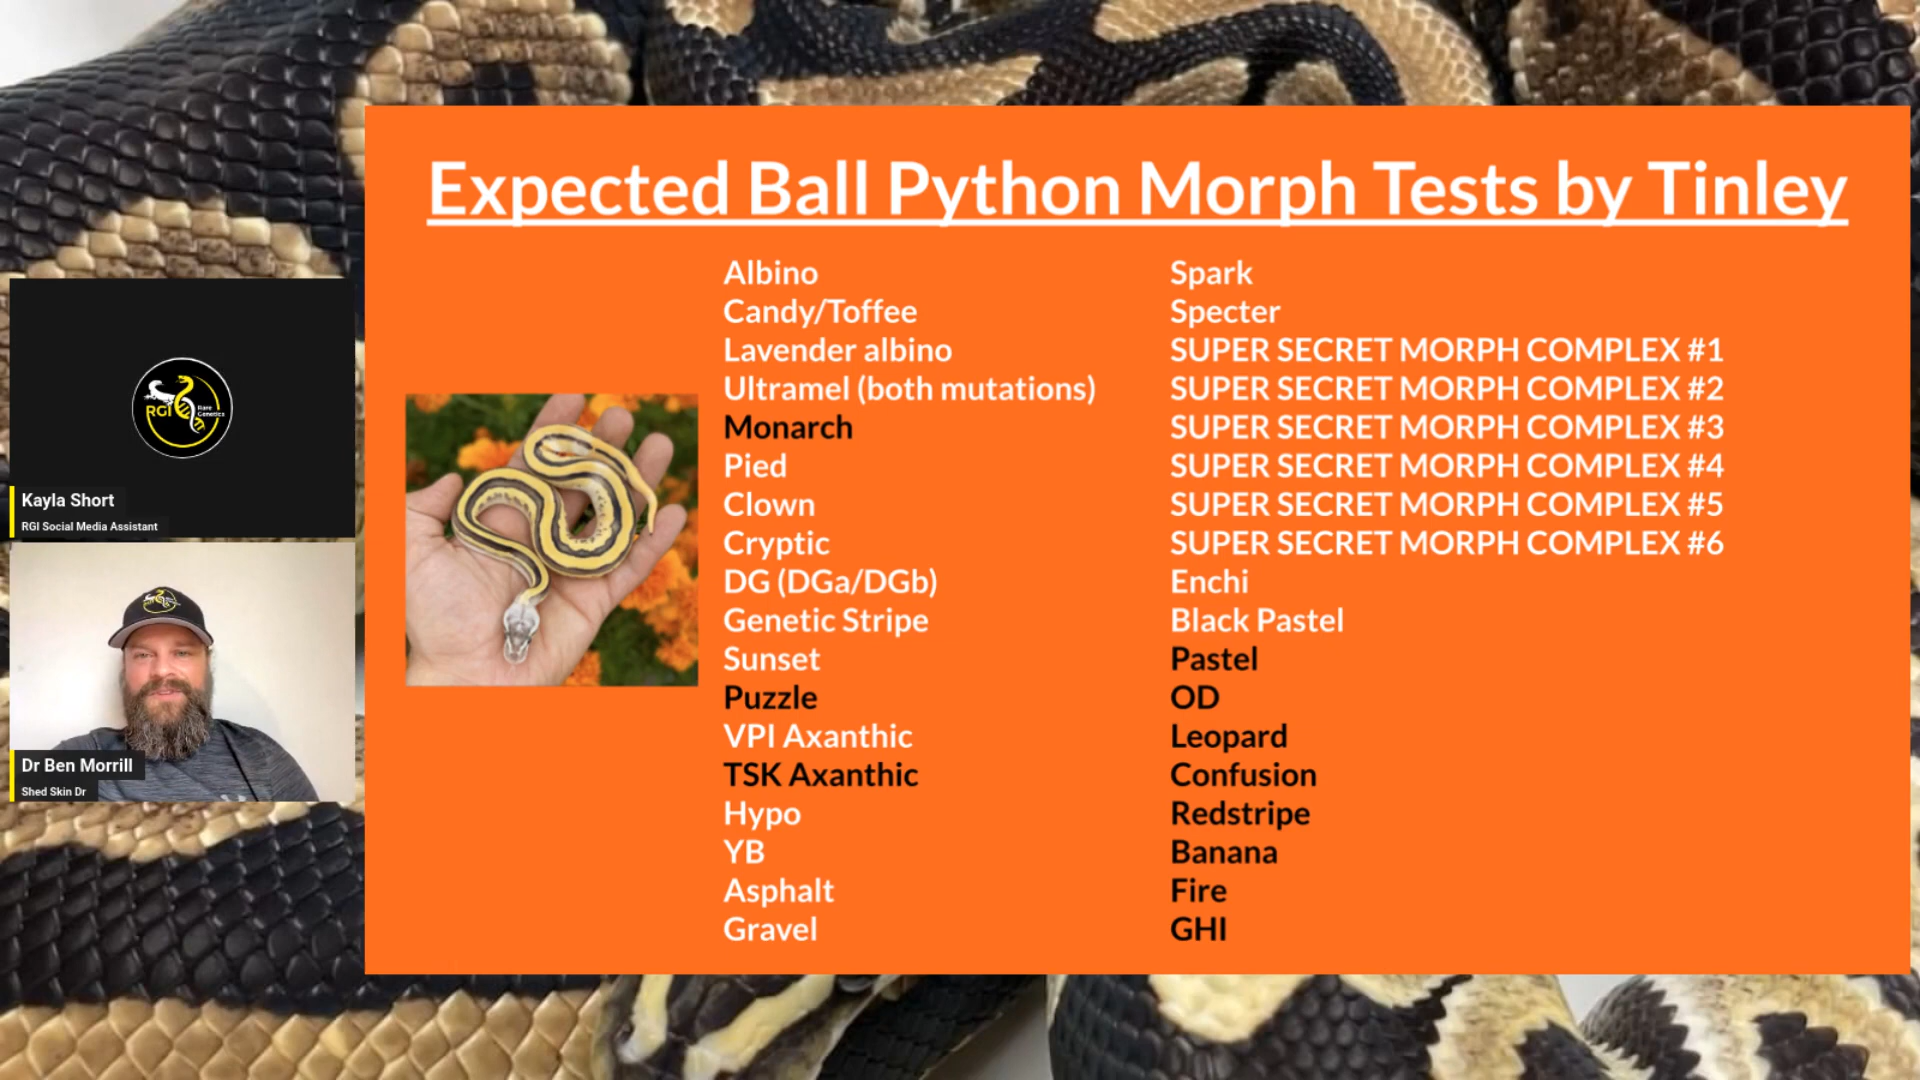 Expected Ball Python Morph Tests by Tinley
Albino
Candy/Toffee
Lavender albino
Ultramel (both mutations)
Monarch
Pied
Clown
Cryptic
DG (DGa/DGb)
Genetic Stripe
Sunset
Puzzle
VPI Axanthic
TSK Axanthic
Hypo
YB
Asphalt
Gravel
Spark
Specter
SUPER SECRET MORPH COMPLEX #1
SUPER SECRET MORPH COMPLEX #2
SUPER SECRET MORPH COMPLEX #3
SUPER SECRET MORPH COMPLEX #4
SUPER SECRET MORPH COMPLEX #5
SUPER SECRET MORPH COMPLEX #6
Enchi
Black Pastel
Pastel
OD
Leopard
Confusion
Redstripe
Banana
Fire
GHI
RGI
Rare
Genetics
Kayla Short
RGI Social Media Assistant
Dr Ben Morrill
Shed Skin Dr